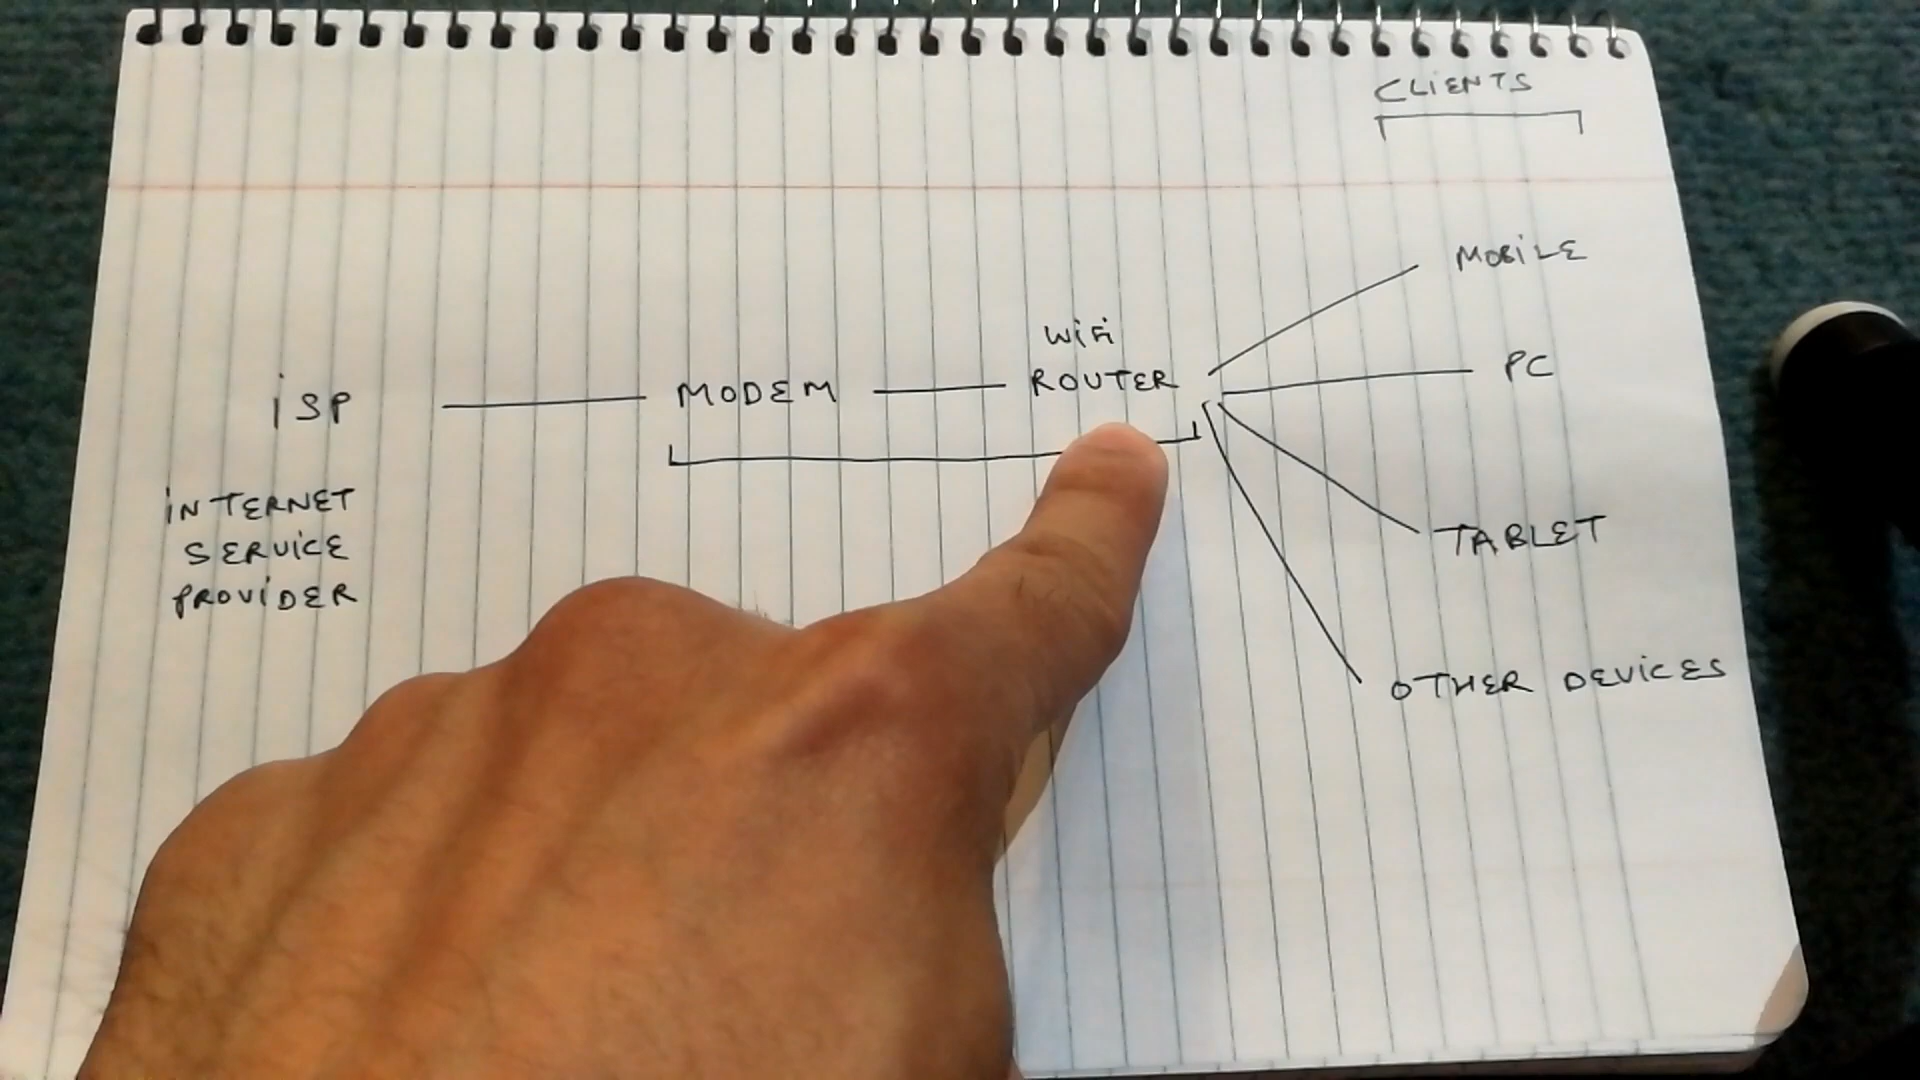 CLiENTS
MOBiLE
WiFi
iSP
MODEM
ROUTER
PC
iNTERNET
SERViCE
PROViDER
TABLET
OTHER DEViCES